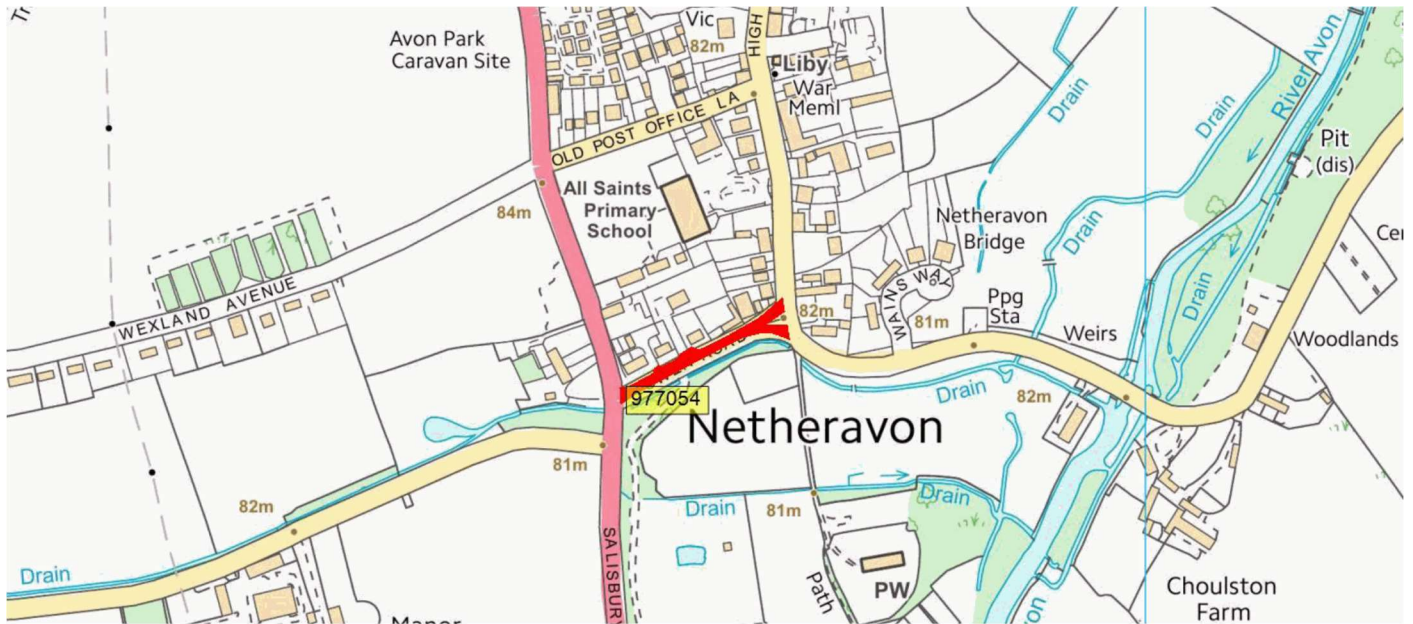 Vic
82m
HIGH
Avon Park
Caravan Site
Liby
War
Meml
OLD POST OFFICE LA
Drain
Drain
River Avon
Pit
(dis)
All Saints
Primary
School
84m
Netheravon
Bridge
Drain
WEXLAND AVENUE
WALNS WAY
82m
81m
Ppg
Sta
Weirs
Drain
Woodlands
ROAD
977054
Netheravon
Drain
82m
81m
82m
Drain
81m
Drain
SALISBURY
Drain
Path
PW
Choulston
Farm